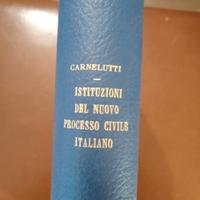 CARNELUTTI
—
ISTITUZIONI
DEL NUOVO
PROCESSO CIVILE
ITALIANO